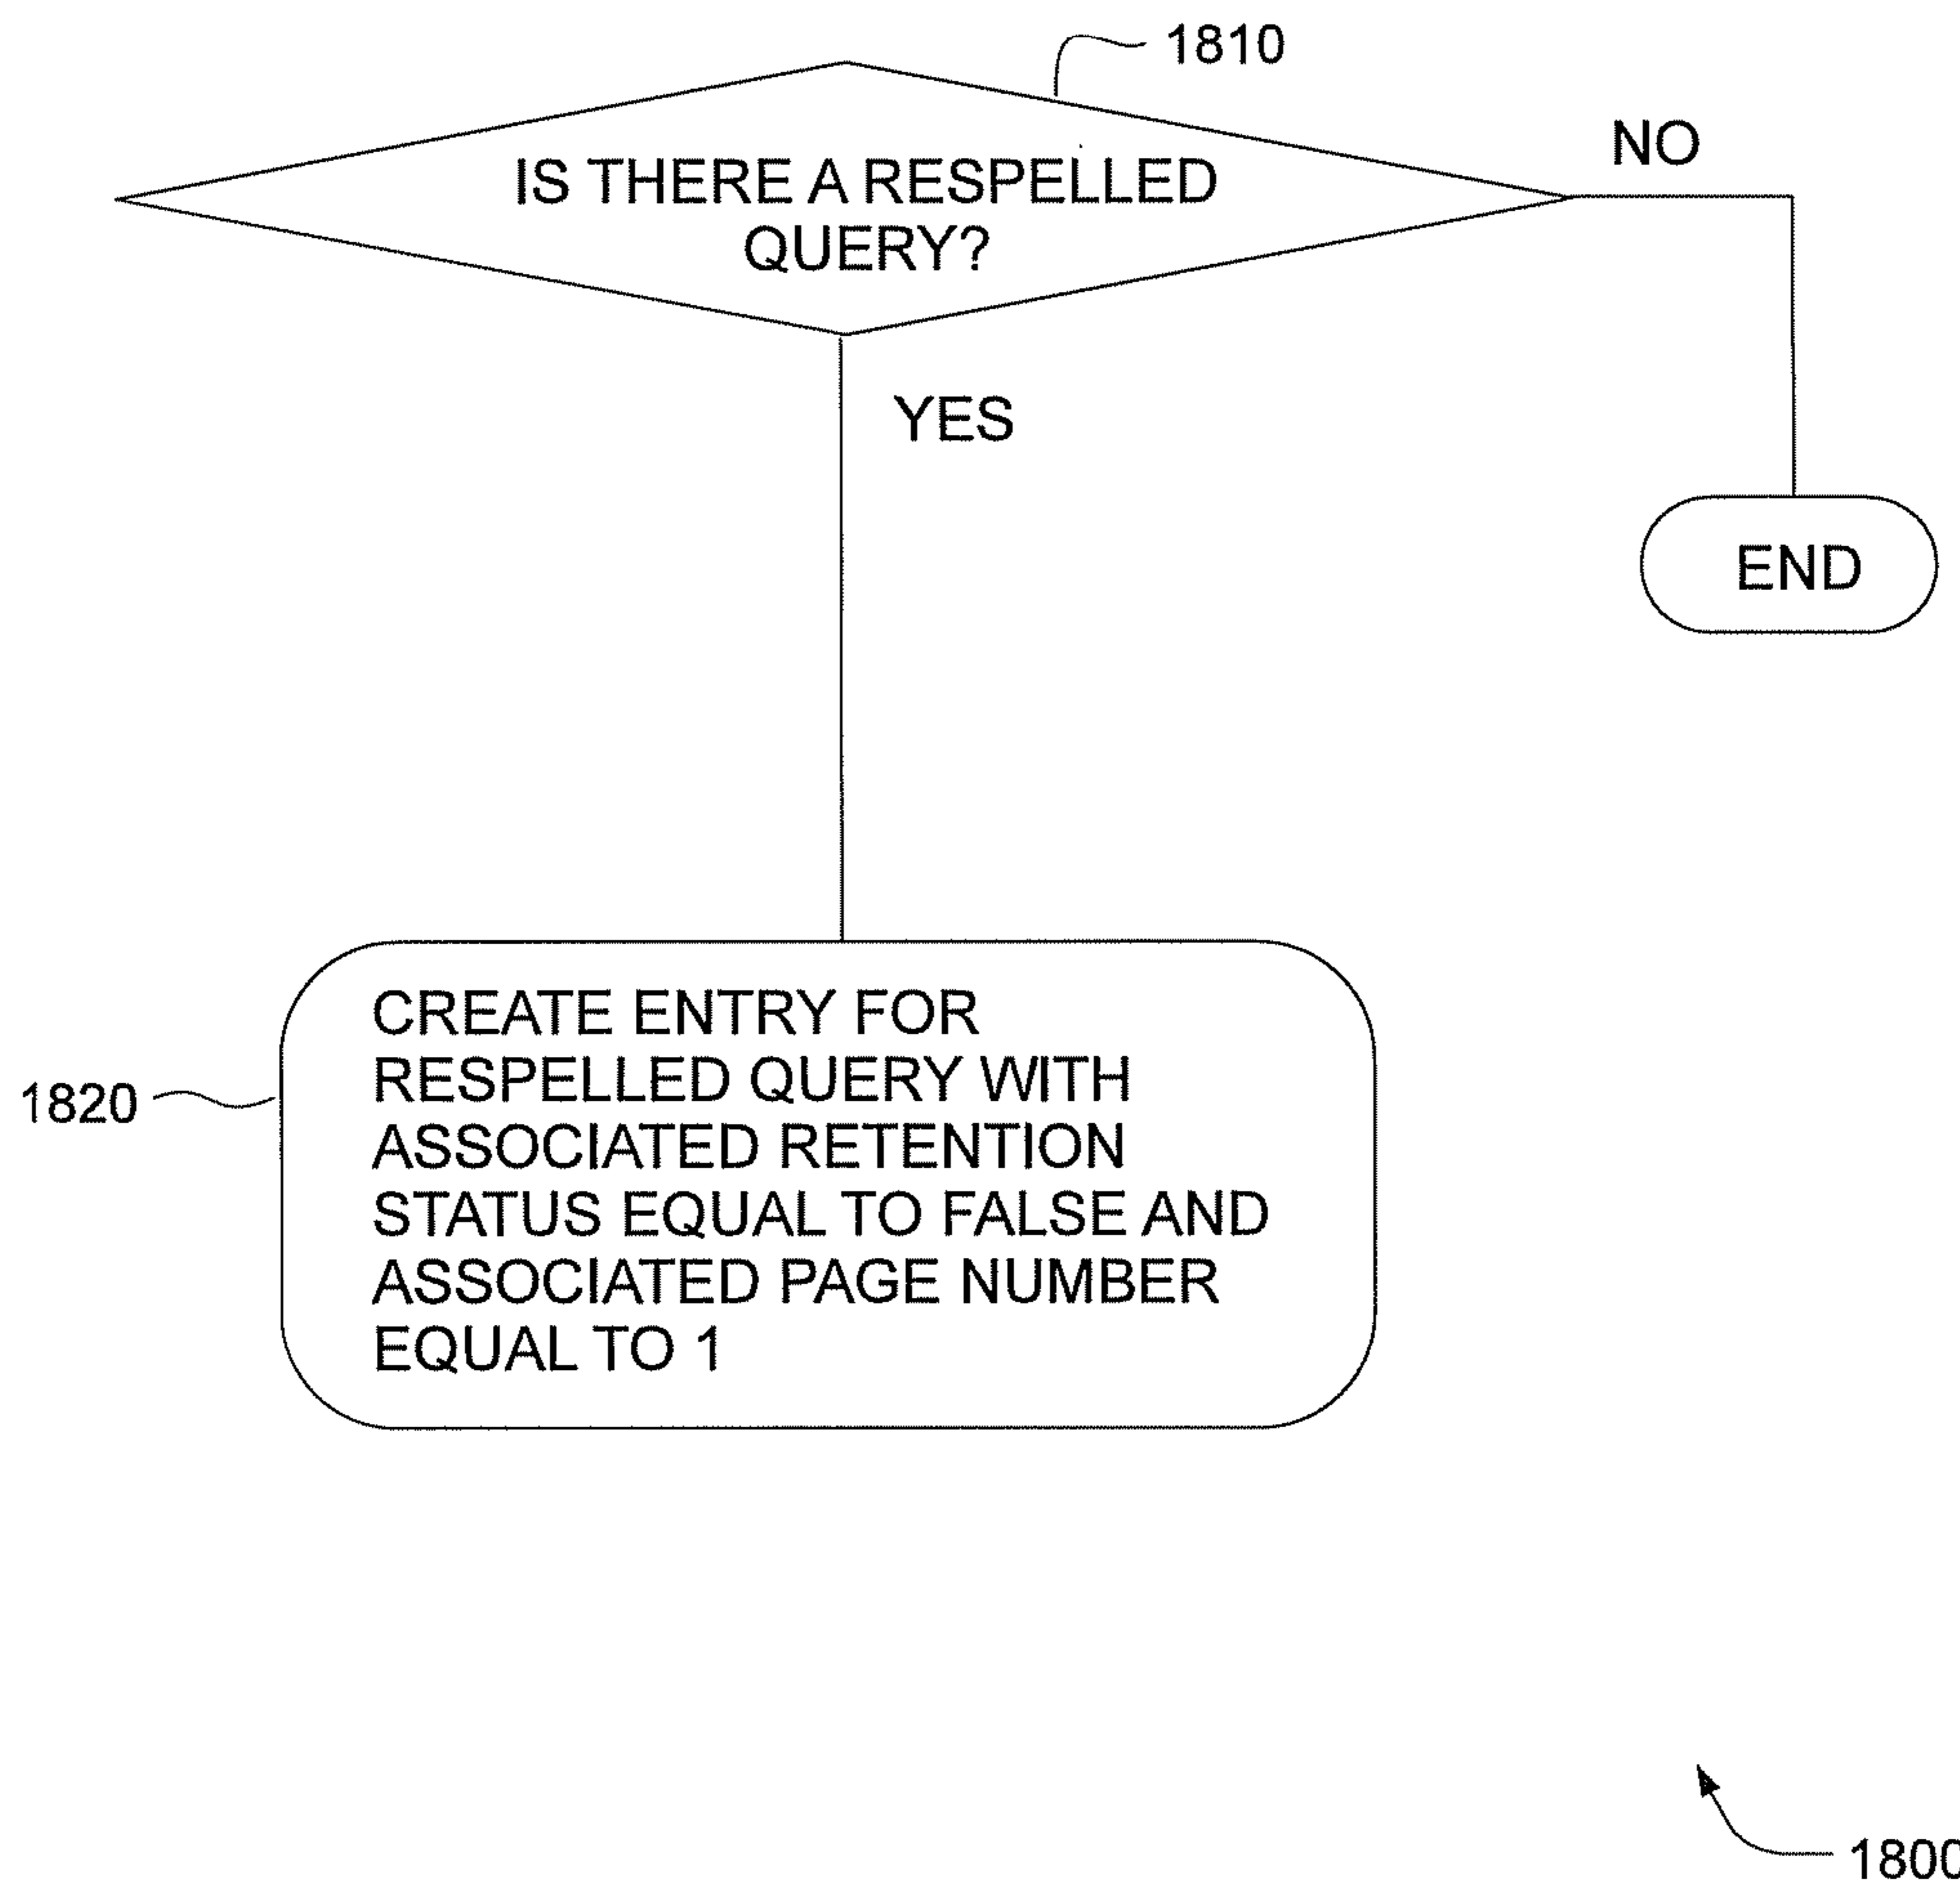 1810
IS THERE A RESPELLED
QUERY?
NO
YES
END
CREATE ENTRY FOR
RESPELLED QUERY WITH
ASSOCIATED RETENTION
STATUS EQUAL TO FALSE AND
ASSOCIATED PAGE NUMBER
EQUAL TO 1
1820
1800